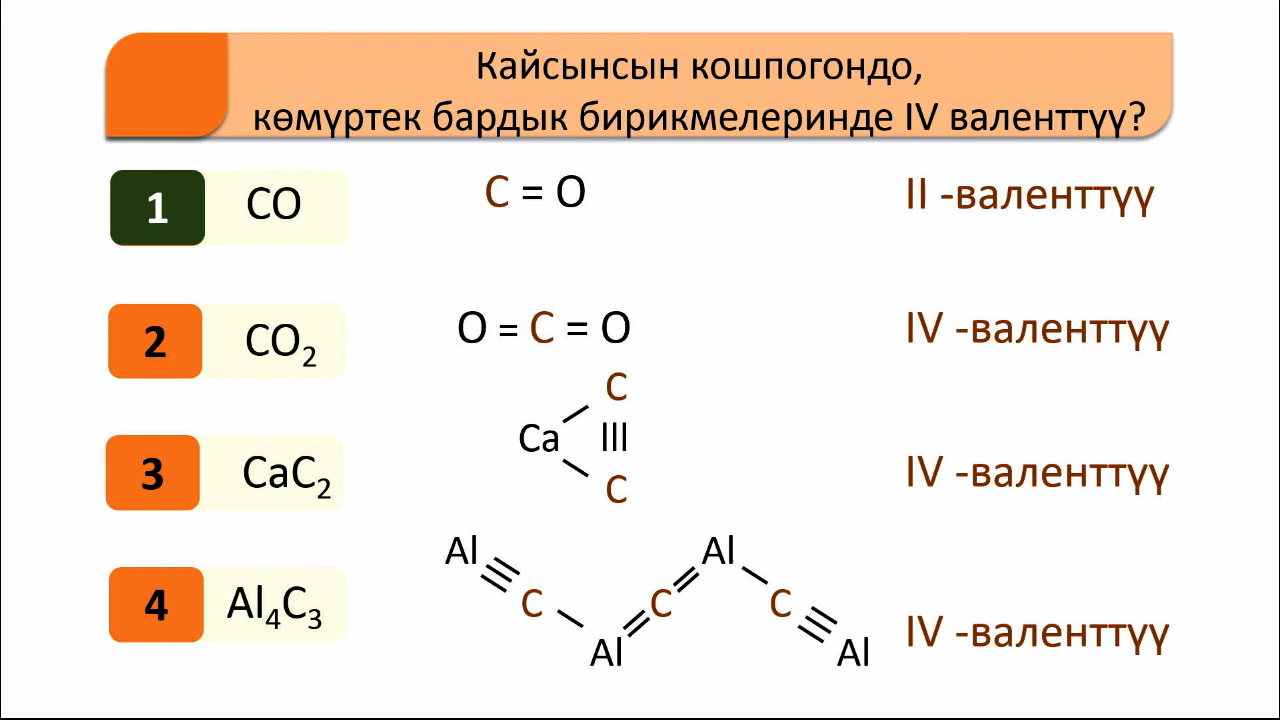 Кайсынсын кошпогондо,
көмүртек бардык бирикмелеринде IV валенттүү?
1 CO C = O II -валенттүү
2 CO₂ O = C = O IV -валенттүү
C
3 CaC₂ Ca III IV -валенттүү
C
Al Al
4 Al₄C₃ C C C IV -валенттүү
Al Al